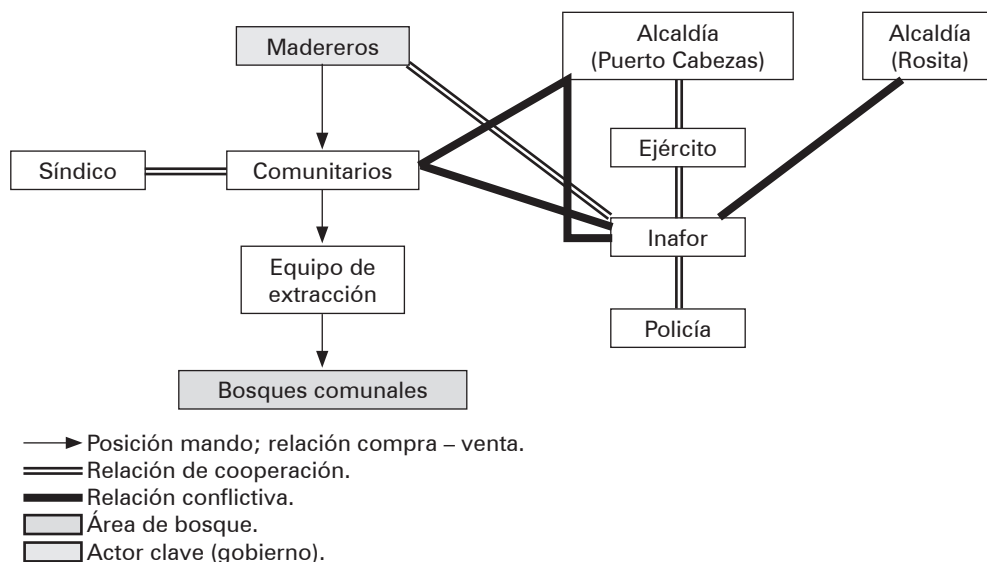 Madereros
Alcaldía
(Puerto Cabezas)
Alcaldía
(Rosita)
Síndico
Comunitarios
Ejército
Inafor
Equipo de
extracción
Policía
Bosques comunales
Posición mando; relación compra – venta.
Relación de cooperación.
Relación conflictiva.
Área de bosque.
Actor clave (gobierno).